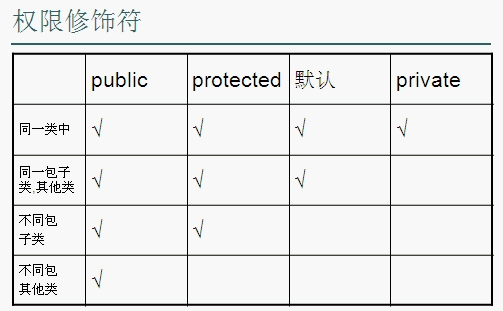 权限修饰符
public protected 默认 private
同一类中 √ √ √ √
同一包子
类,其他类 √ √ √
不同包
子类 √ √
不同包
其他类 √